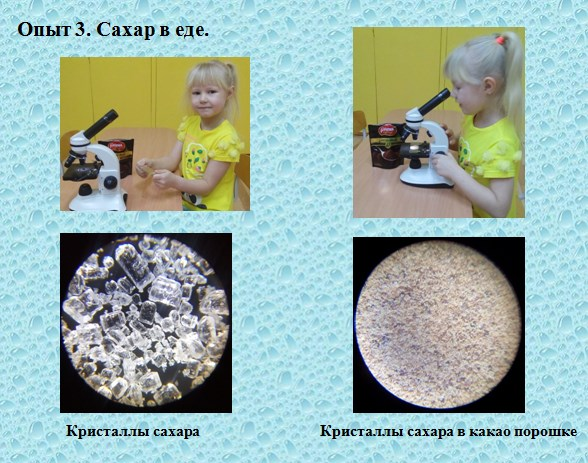 Опыт 3. Сахар в еде.
Кристаллы сахара
Кристаллы сахара в какао порошке